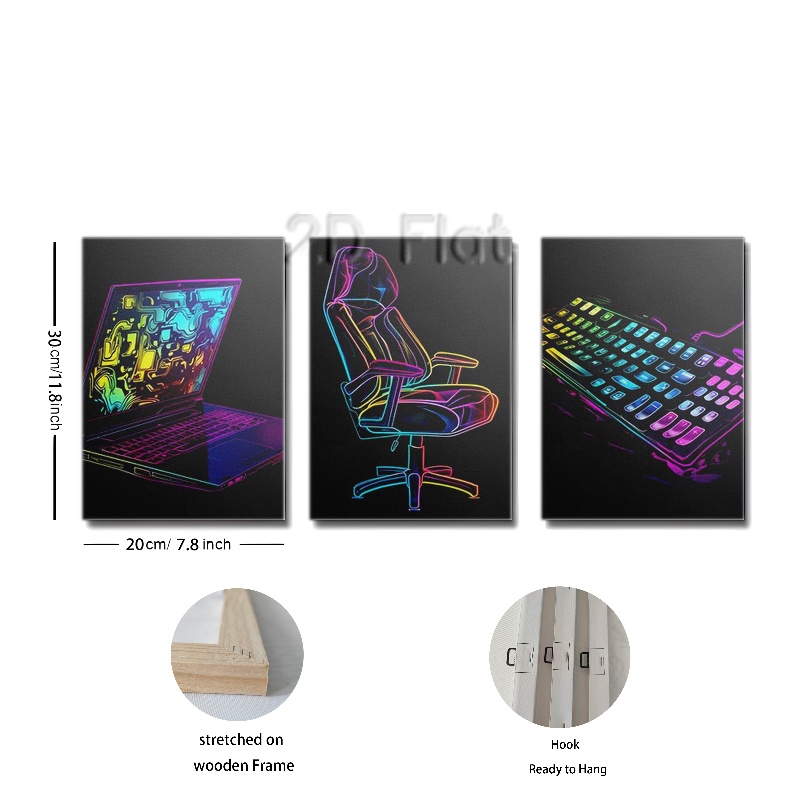 2D Flat
30cm/11.8inch
20cm/ 7.8 inch
stretched on
wooden Frame
Hook
Ready to Hang